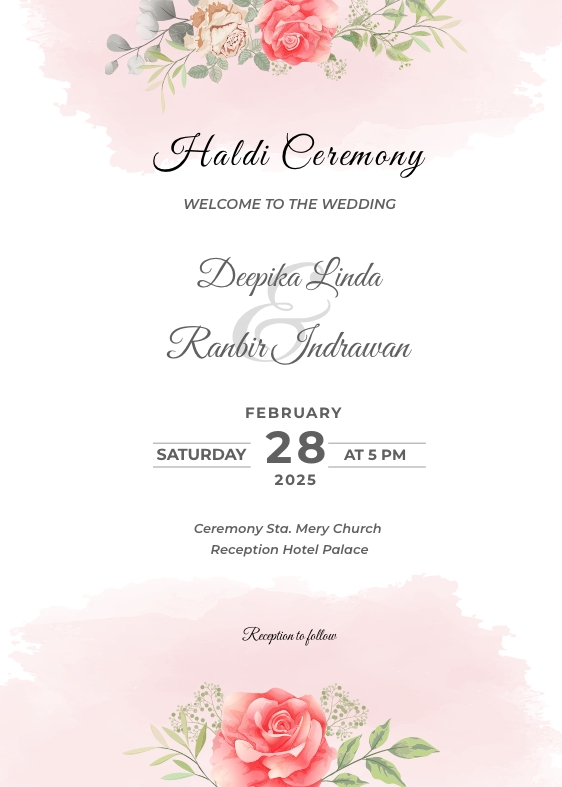 Haldi Ceremony
WELCOME TO THE WEDDING
Deepika Linda
&
Ranbir Indrawan
FEBRUARY
SATURDAY 28 AT 5 PM
2025
Ceremony Sta. Mery Church
Reception Hotel Palace
Reception to follow